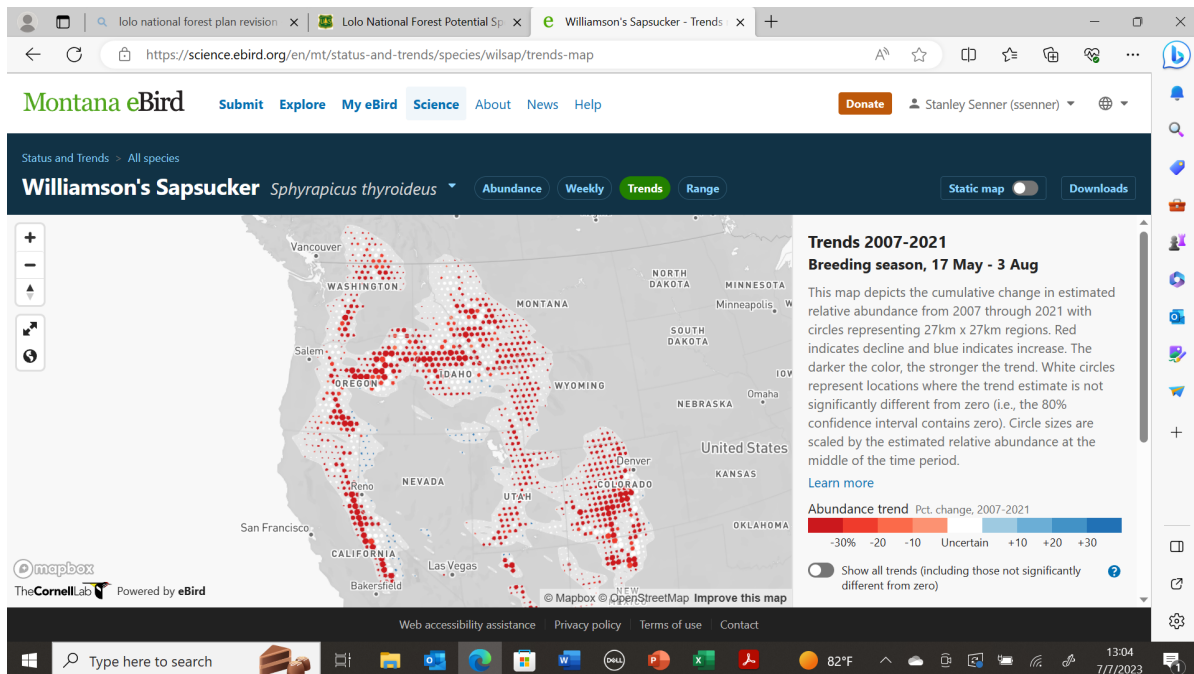 lolo national forest plan revision
Lolo National Forest Potential Sp
Williamson's Sapsucker - Trends
https://science.ebird.org/en/mt/status-and-trends/species/wilsap/trends-map
Montana eBird
Submit Explore My eBird Science About News Help
Donate
Stanley Senner (ssenner)
Status and Trends > All species
Williamson's Sapsucker Sphyrapicus thyroideus
Abundance Weekly Trends Range
Static map
Downloads
Vancouver
WASHINGTON
NORTH
DAKOTA
MINNESOTA
MONTANA
Minneapolis
W
SOUTH
DAKOTA
Salem
IDAHO
OREGON
IOW
WYOMING
Omaha
NEBRASKA
United States
Denver
KANSAS
Reno
NEVADA
COLORADO
UTAH
San Francisco
OKLAHOMA
CALIFORNIA
Las Vegas
Bakersfield
NEW
MEXICO
mapbox
TheCornellLab Powered by eBird
© Mapbox © OpenStreetMap Improve this map
Trends 2007-2021
Breeding season, 17 May - 3 Aug
This map depicts the cumulative change in estimated
relative abundance from 2007 through 2021 with
circles representing 27km x 27km regions. Red
indicates decline and blue indicates increase. The
darker the color, the stronger the trend. White circles
represent locations where the trend estimate is not
significantly different from zero (i.e., the 80%
confidence interval contains zero). Circle sizes are
scaled by the estimated relative abundance at the
middle of the time period.
Learn more
Abundance trend Pct. change, 2007-2021
-30% -20 -10 Uncertain +10 +20 +30
Show all trends (including those not significantly
different from zero)
Web accessibility assistance Privacy policy Terms of use Contact
Type here to search
DELL
82°F
13:04
7/7/2023
1